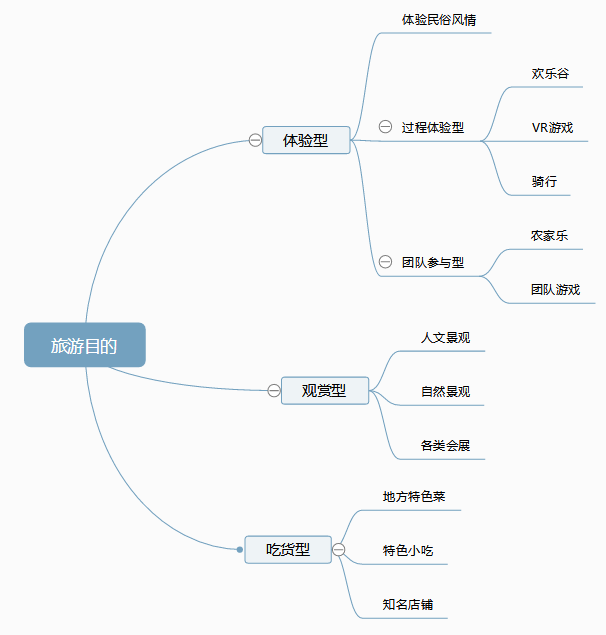 旅游目的
体验型
体验民俗风情
过程体验型
欢乐谷
VR游戏
骑行
团队参与型
农家乐
团队游戏
观赏型
人文景观
自然景观
各类会展
吃货型
地方特色菜
特色小吃
知名店铺